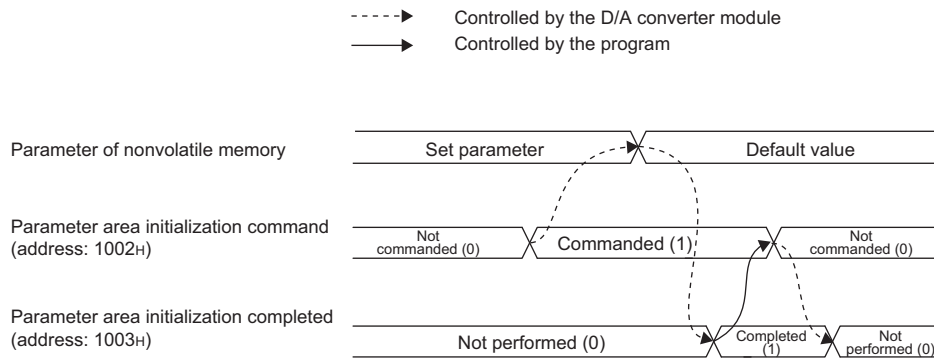 Controlled by the D/A converter module
Controlled by the program
Parameter of nonvolatile memory
Set parameter
Default value
Parameter area initialization command
(address: 1002H)
Not
commanded (0)
Commanded (1)
Not
commanded (0)
Parameter area initialization completed
(address: 1003H)
Not performed (0)
Completed
(1)
Not
performed (0)